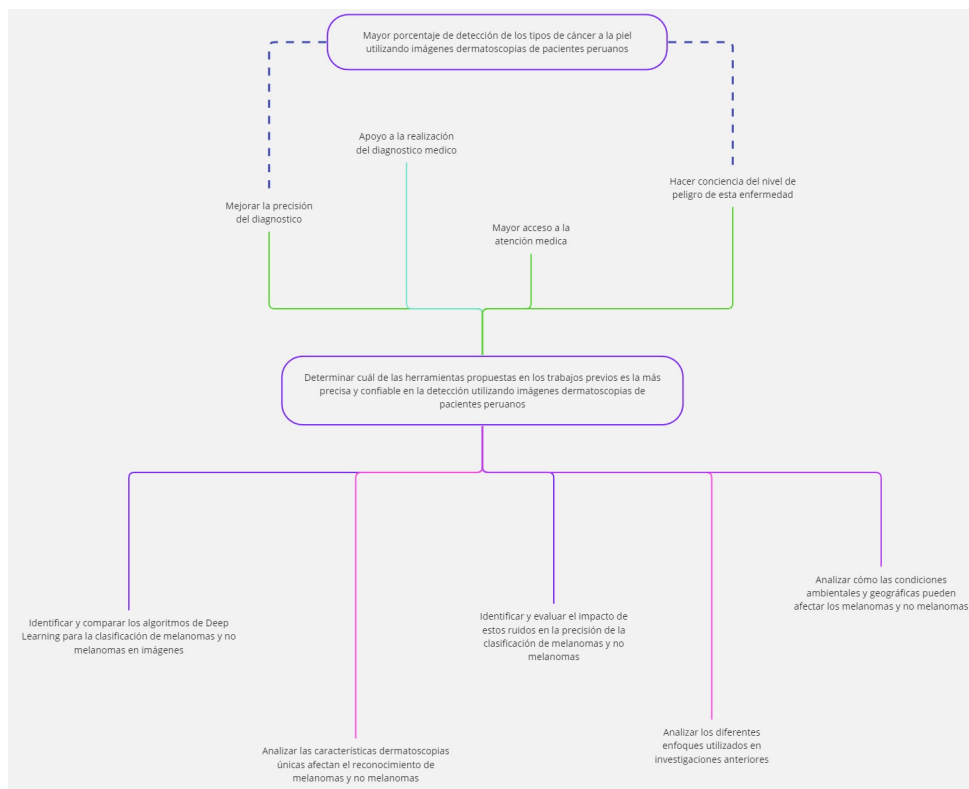 Mayor porcentaje de detección de los tipos de cáncer a la piel
utilizando imágenes dermatoscopias de pacientes peruanos
Apoyo a la realización
del diagnostico medico
Hacer conciencia del nivel de
peligro de esta enfermedad
Mejorar la precisión
del diagnostico
Mayor acceso a la
atención medica
Determinar cuál de las herramientas propuestas en los trabajos previos es la más
precisa y confiable en la detección utilizando imágenes dermatoscopias de
pacientes peruanos
Analizar cómo las condiciones
ambientales y geográficas pueden
afectar los melanomas y no melanomas
Identificar y comparar los algoritmos de Deep
Learning para la clasificación de melanomas y no
melanomas en imágenes
Identificar y evaluar el impacto de
estos ruidos en la precisión de la
clasificación de melanomas y no
melanomas
Analizar las características dermatoscopias
únicas afectan el reconocimiento de
melanomas y no melanomas
Analizar los diferentes
enfoques utilizados en
investigaciones anteriores